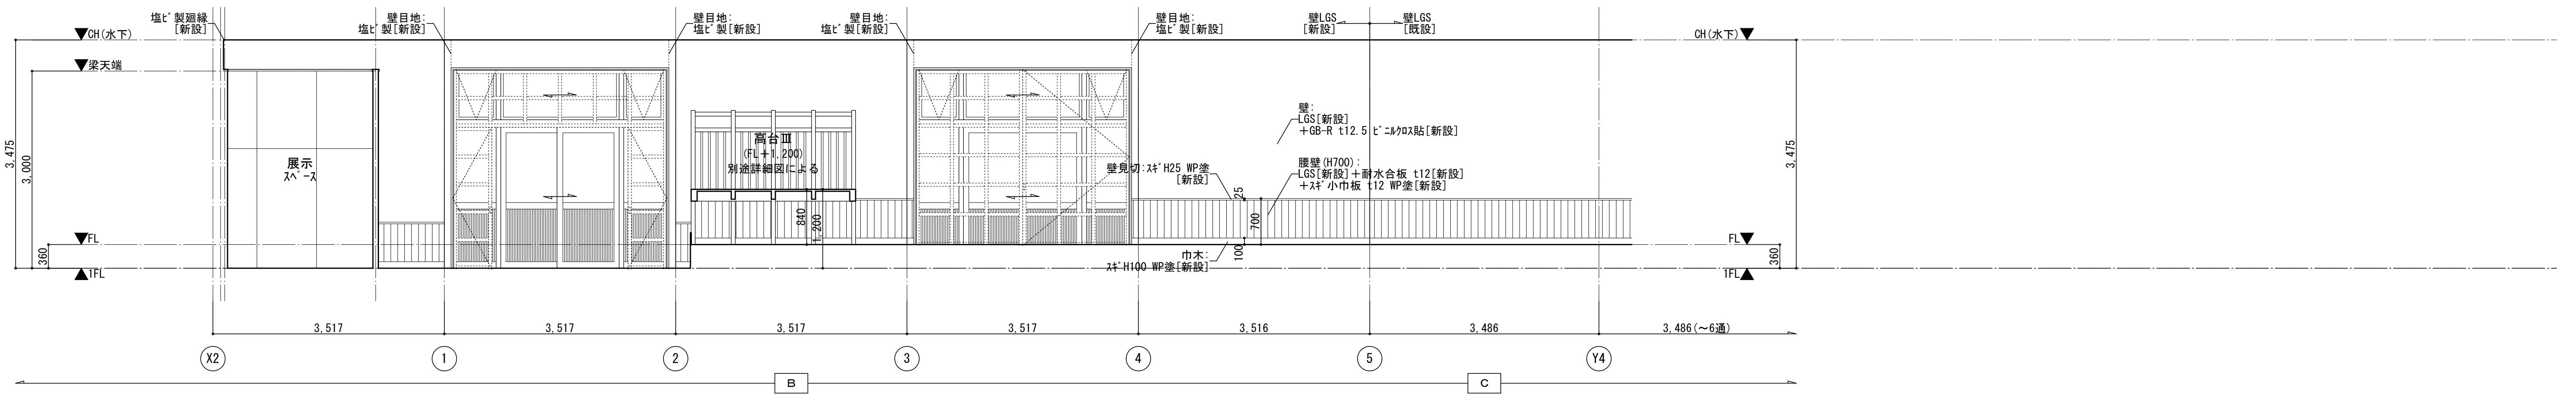 塩ビ製廻縁
[新設]
壁目地:
塩ビ製[新設]
壁目地:
塩ビ製[新設]
壁目地:
塩ビ製[新設]
壁目地:
塩ビ製[新設]
壁LGS
[新設]
壁LGS
[既設]
CH(水下)
CH(水下)
梁天端
3,475
3,000
360
FL
1FL
展示
スペース
高台Ⅲ
(FL+1,200)
別途詳細図による
840
1,200
壁:
LGS[新設]
+GB-R t12.5 ビニルクロス貼[新設]
壁見切:スギH25 WP塗
[新設]
腰壁(H700):
LGS[新設]+耐水合板 t12[新設]
+スギ小巾板 t12 WP塗[新設]
25
700
100
巾木:
スギH100 WP塗[新設]
3,475
FL
1FL
360
3,517
3,517
3,517
3,517
3,516
3,486
3,486(~6通)
X2
1
2
3
4
5
Y4
B
C